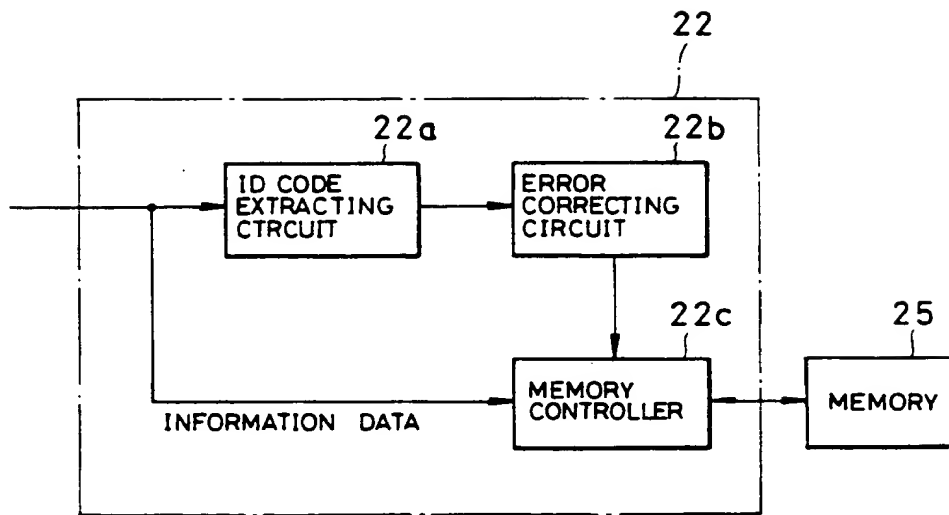 22
22a
22b
ID CODE
EXTRACTING
CTRCUIT
ERROR
CORRECTING
CIRCUIT
22c
25
MEMORY
CONTROLLER
MEMORY
INFORMATION DATA